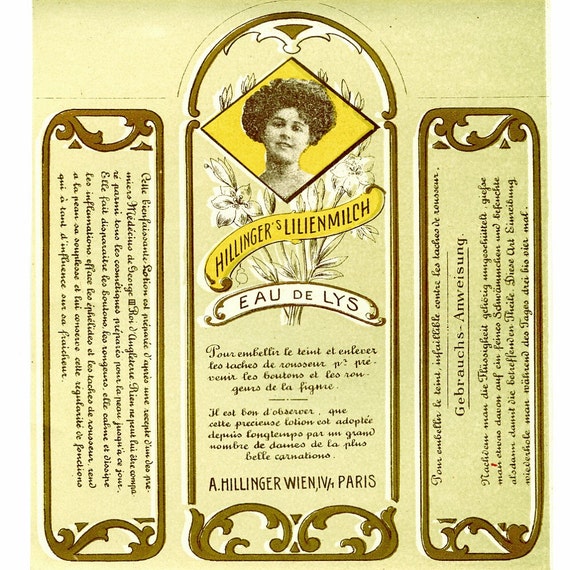 Cette bienfaisante Lotion est préparée d'après une recepte d'un des pre-
miers Médecins de George III Roi d'Angleterre. Rien ne peut lui être compa-
ré parmi tous les cosmétiques préparés pour la peau jusqu'à ce jour.
Elle fait disparaitre les boutons, les rougeurs, elle calme et dissipe
les inflamations efface les éphélides et les taches de rousseur, rend
a la peau sa souplesse et lui conserve cette régularité de fonctions
qui à tant d'influence sur sa fraicheur.
HILLINGER'S LILIENMILCH
EAU DE LYS
Pour embellir le teint et enlever
les taches de rousseur pr. pré-
venir les boutons et les rou-
geurs de la figure.
Il est bon d'observer, que
cette precieuse lotion est adoptée
depuis longtemps par un grand
nombre de dames de la plus
belle carnations.
A. HILLINGER WIEN, IV/1 PARIS
Pour embellir le teint, infaillible contre les taches de rousseur.
Gebrauchs-Anweisung.
Nachdem man die Flüssigkeit gehörig umgeschüttelt, giesse
man etwas davon auf ein feines Schwämmchen und befeuchte
alsdann damit die betreffenden Theile. Diese Art Einreibung
wiederhole man während des Tages drei bis vier mal.